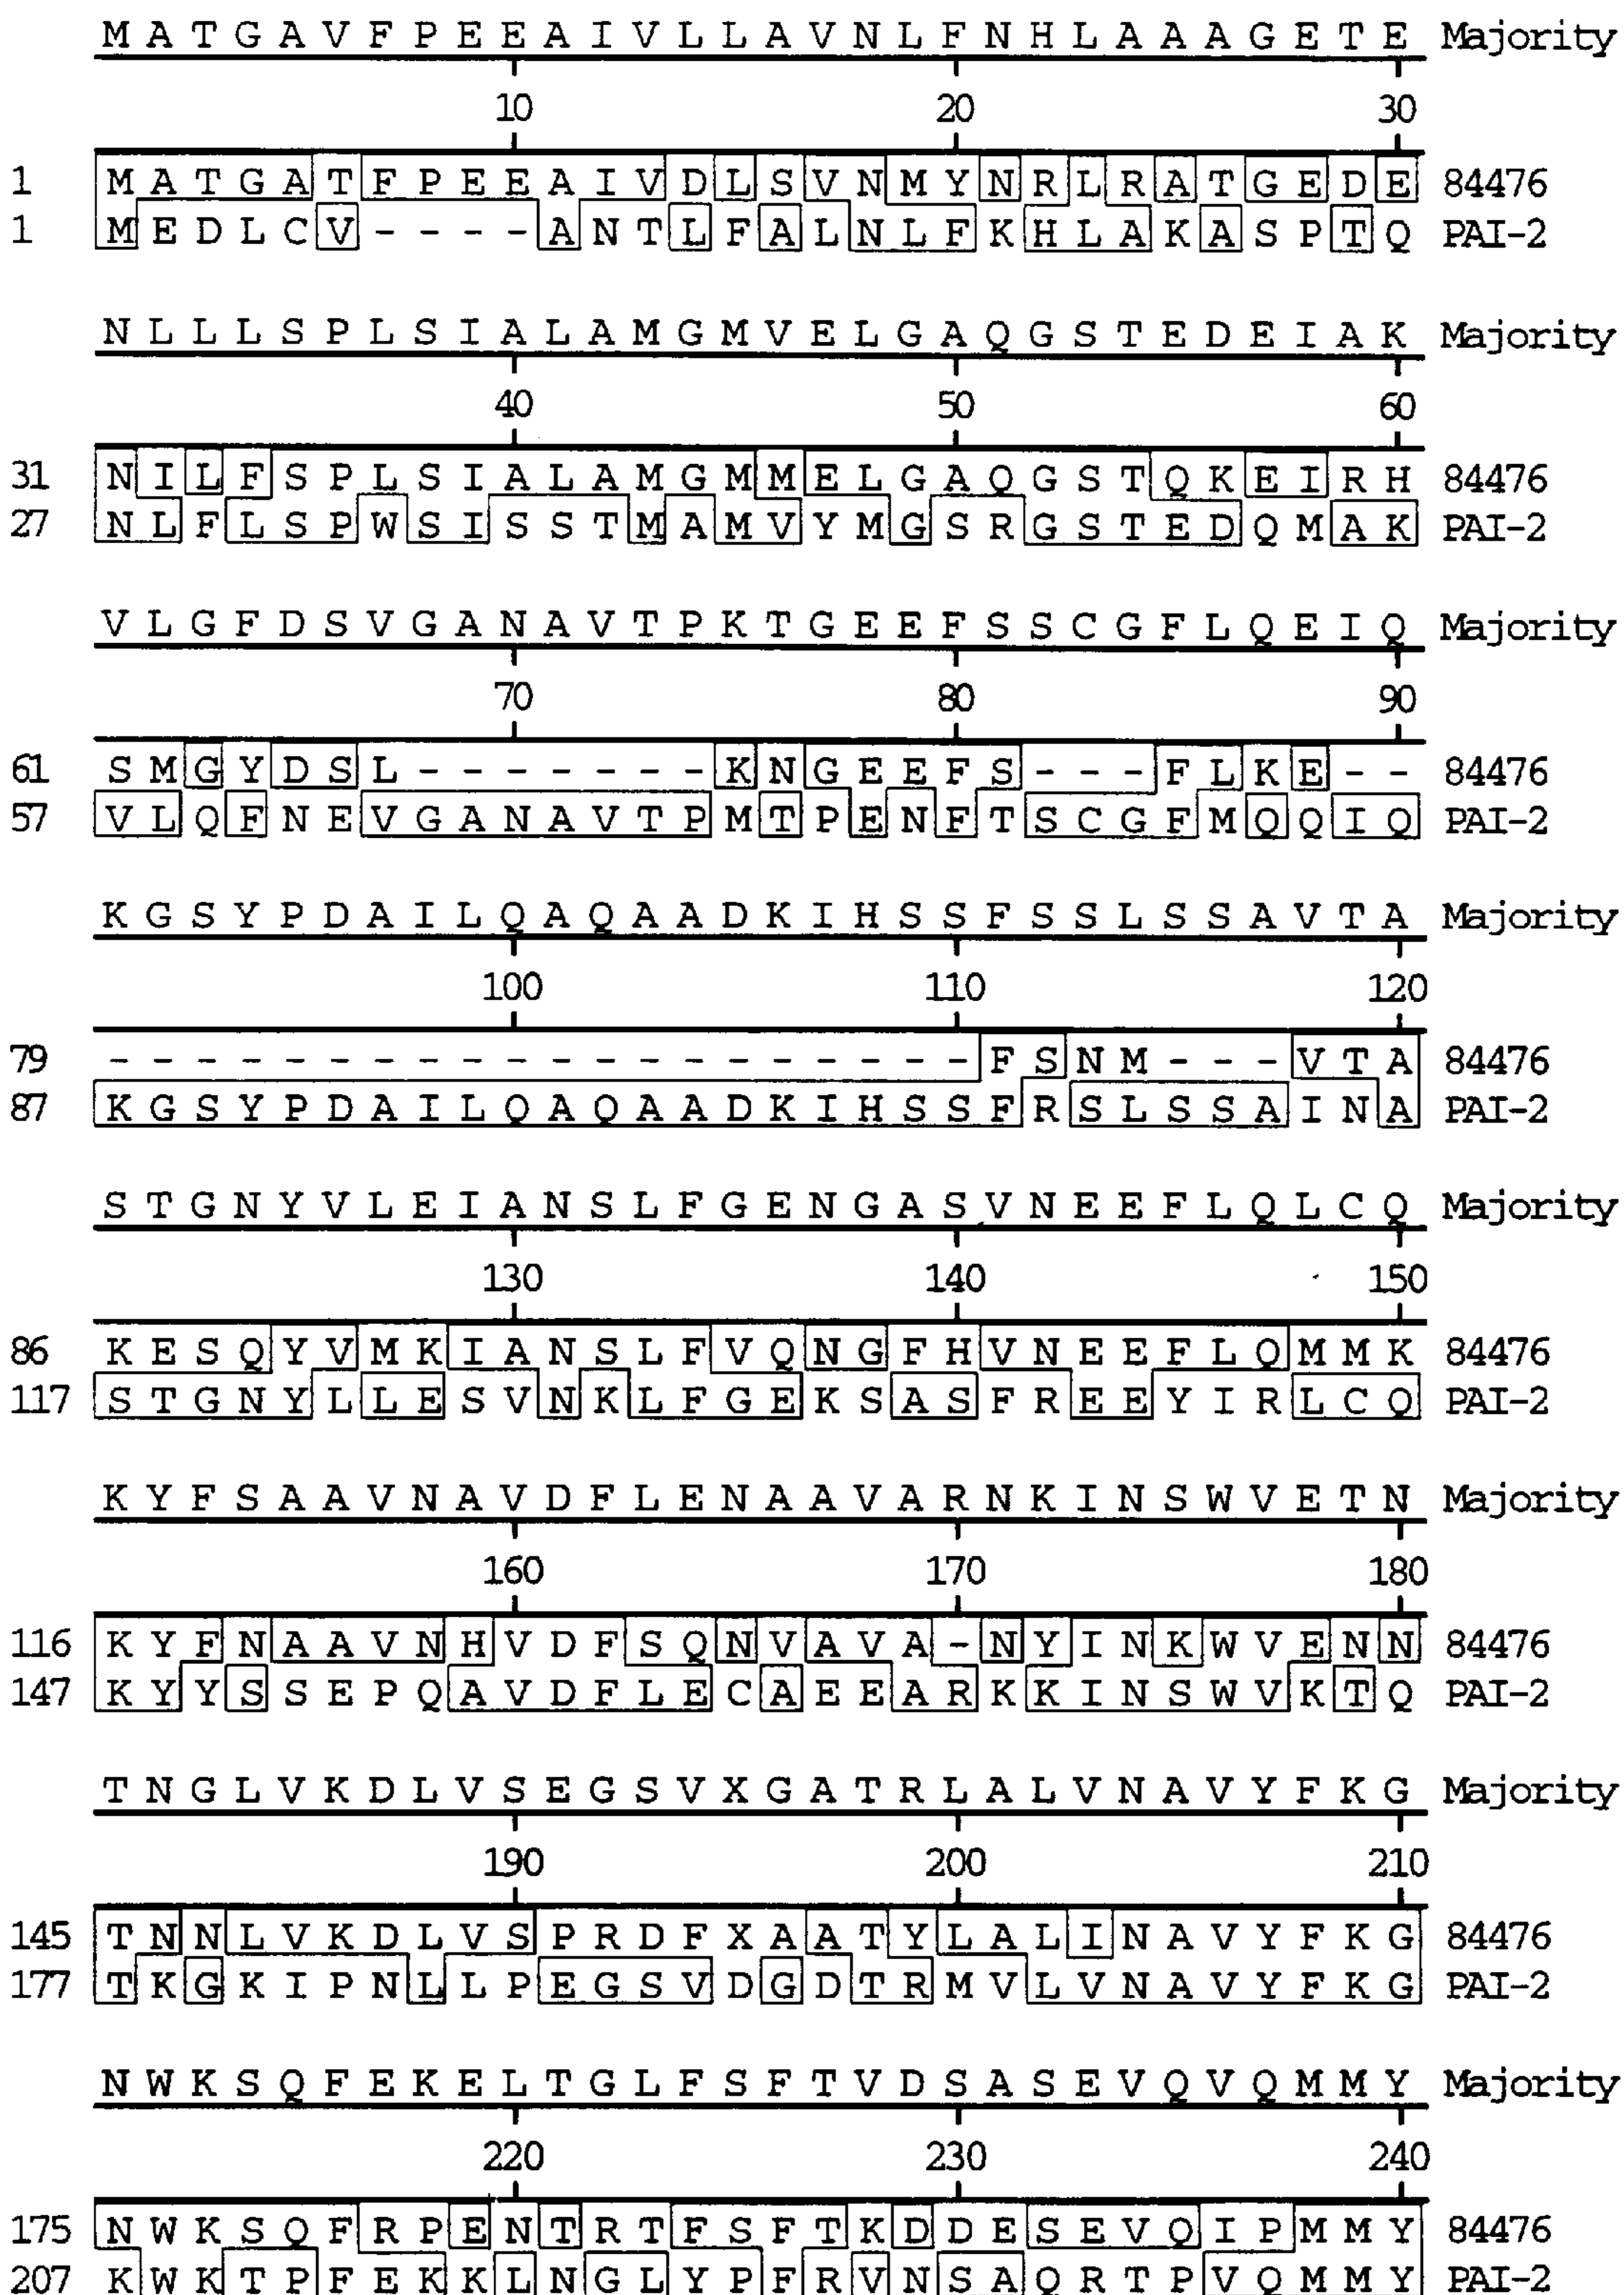 M A T G A V F P E E A I V L L A V N L F N H L A A A G E T E Majority
10 20 30
1 M A T G A T F P E E A I V D L S V N M Y N R L R A T G E D E 84476
1 M E D L C V - - - - A N T L F A L N L F K H L A K A S P T Q PAI-2
N L L L S P L S I A L A M G M V E L G A Q G S T E D E I A K Majority
40 50 60
31 N I L F S P L S I A L A M G M M E L G A Q G S T Q K E I R H 84476
27 N L F L S P W S I S S T M A M V Y M G S R G S T E D Q M A K PAI-2
V L G F D S V G A N A V T P K T G E E F S S C G F L Q E I Q Majority
70 80 90
61 S M G Y D S L - - - - - - - K N G E E F S - - - F L K E - - 84476
57 V L Q F N E V G A N A V T P M T P E N F T S C G F M Q Q I Q PAI-2
K G S Y P D A I L Q A Q A A D K I H S S F S S L S S A V T A Majority
100 110 120
79 - - - - - - - - - - - - - - - - - - - - F S N M - - - V T A 84476
87 K G S Y P D A I L Q A Q A A D K I H S S F R S L S S A I N A PAI-2
S T G N Y V L E I A N S L F G E N G A S V N E E F L Q L C Q Majority
130 140 150
86 K E S Q Y V M K I A N S L F V Q N G F H V N E E F L Q M M K 84476
117 S T G N Y L L E S V N K L F G E K S A S F R E E Y I R L C Q PAI-2
K Y F S A A V N A V D F L E N A A V A R N K I N S W V E T N Majority
160 170 180
116 K Y F N A A V N H V D F S Q N V A V A - N Y I N K W V E N N 84476
147 K Y Y S S E P Q A V D F L E C A E E A R K K I N S W V K T Q PAI-2
T N G L V K D L V S E G S V X G A T R L A L V N A V Y F K G Majority
190 200 210
145 T N N L V K D L V S P R D F X A A T Y L A L I N A V Y F K G 84476
177 T K G K I P N L L P E G S V D G D T R M V L V N A V Y F K G PAI-2
N W K S Q F E K E L T G L F S F T V D S A S E V Q V Q M M Y Majority
220 230 240
175 N W K S Q F R P E N T R T F S F T K D D E S E V Q I P M M Y 84476
207 K W K T P F E K K L N G L Y P F R V N S A Q R T P V Q M M Y PAI-2